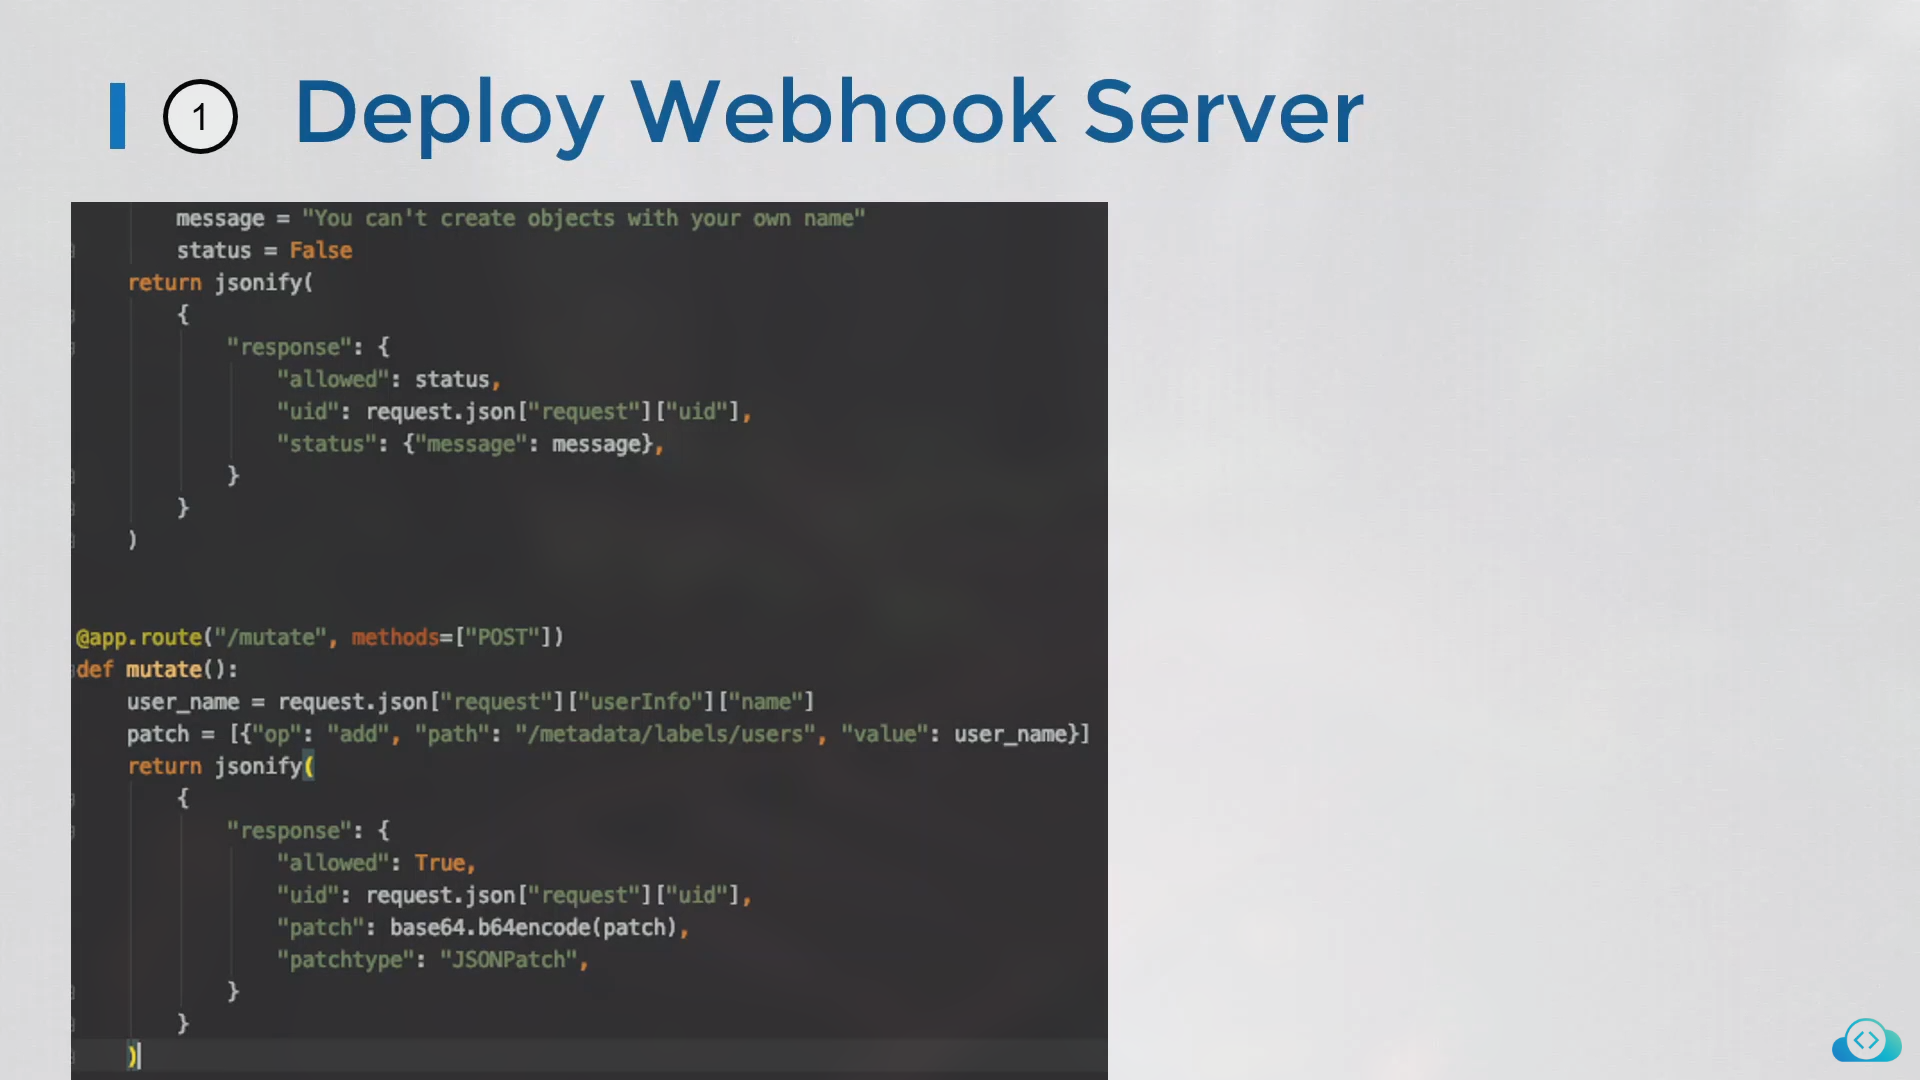 1 Deploy Webhook Server
message = "You can't create objects with your own name"
status = False
return jsonify(
{
"response": {
"allowed": status,
"uid": request.json["request"]["uid"],
"status": {"message": message},
}
}
)
@app.route("/mutate", methods=["POST"])
def mutate():
user_name = request.json["request"]["userInfo"]["name"]
patch = [{"op": "add", "path": "/metadata/labels/users", "value": user_name}]
return jsonify(
{
"response": {
"allowed": True,
"uid": request.json["request"]["uid"],
"patch": base64.b64encode(patch),
"patchtype": "JSONPatch",
}
}
)